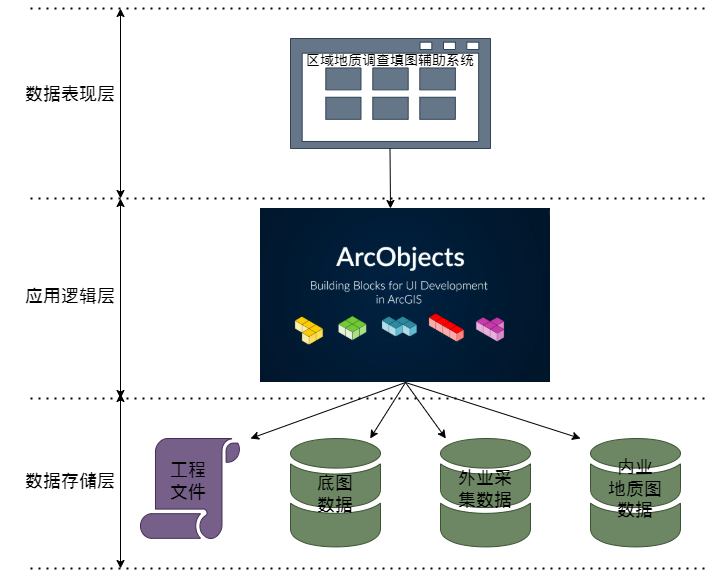 区域地质调查填图辅助系统
数据表现层
ArcObjects
Building Blocks for UI Development
in ArcGIS
应用逻辑层
数据存储层
工程
文件
底图
数据
外业采
集数据
内业
地质图
数据